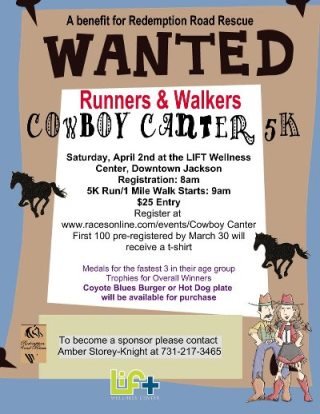 A benefit for Redemption Road Rescue
WANTED
Runners & Walkers
COWBOY CANTER 5K
Saturday, April 2nd at the LIFT Wellness
Center, Downtown Jackson
Registration: 8am
5K Run/1 Mile Walk Starts: 9am
$25 Entry
Register at
www.racesonline.com/events/Cowboy Canter
First 100 pre-registered by March 30 will
receive a t-shirt
Medals for the fastest 3 in their age group
Trophies for Overall Winners
Coyote Blues Burger or Hot Dog plate
will be available for purchase
To become a sponsor please contact
Amber Storey-Knight at 731-217-3465
Redemption
Road Rescue
LiFT
WELLNESS CENTER